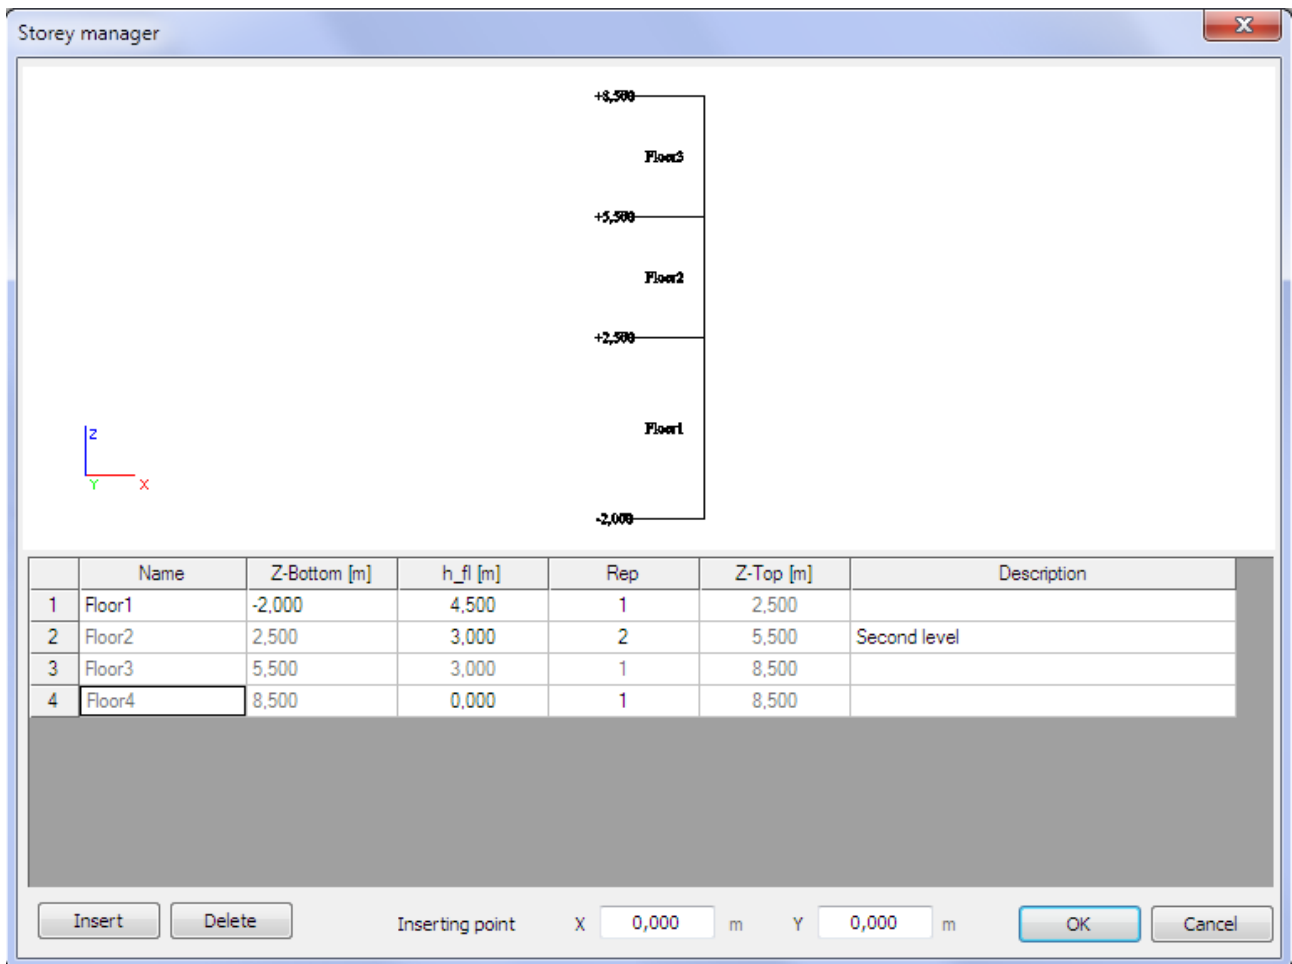 Storey manager
+8,500
Floor3
+5,500
Floor2
+2,500
Z
Floor1
Y X
-2,000
Name Z-Bottom [m] h_fl [m] Rep Z-Top [m] Description
1 Floor1 -2,000 4,500 1 2,500
2 Floor2 2,500 3,000 2 5,500 Second level
3 Floor3 5,500 3,000 1 8,500
4 Floor4 8,500 0,000 1 8,500
Insert Delete Inserting point X 0,000 m Y 0,000 m OK Cancel